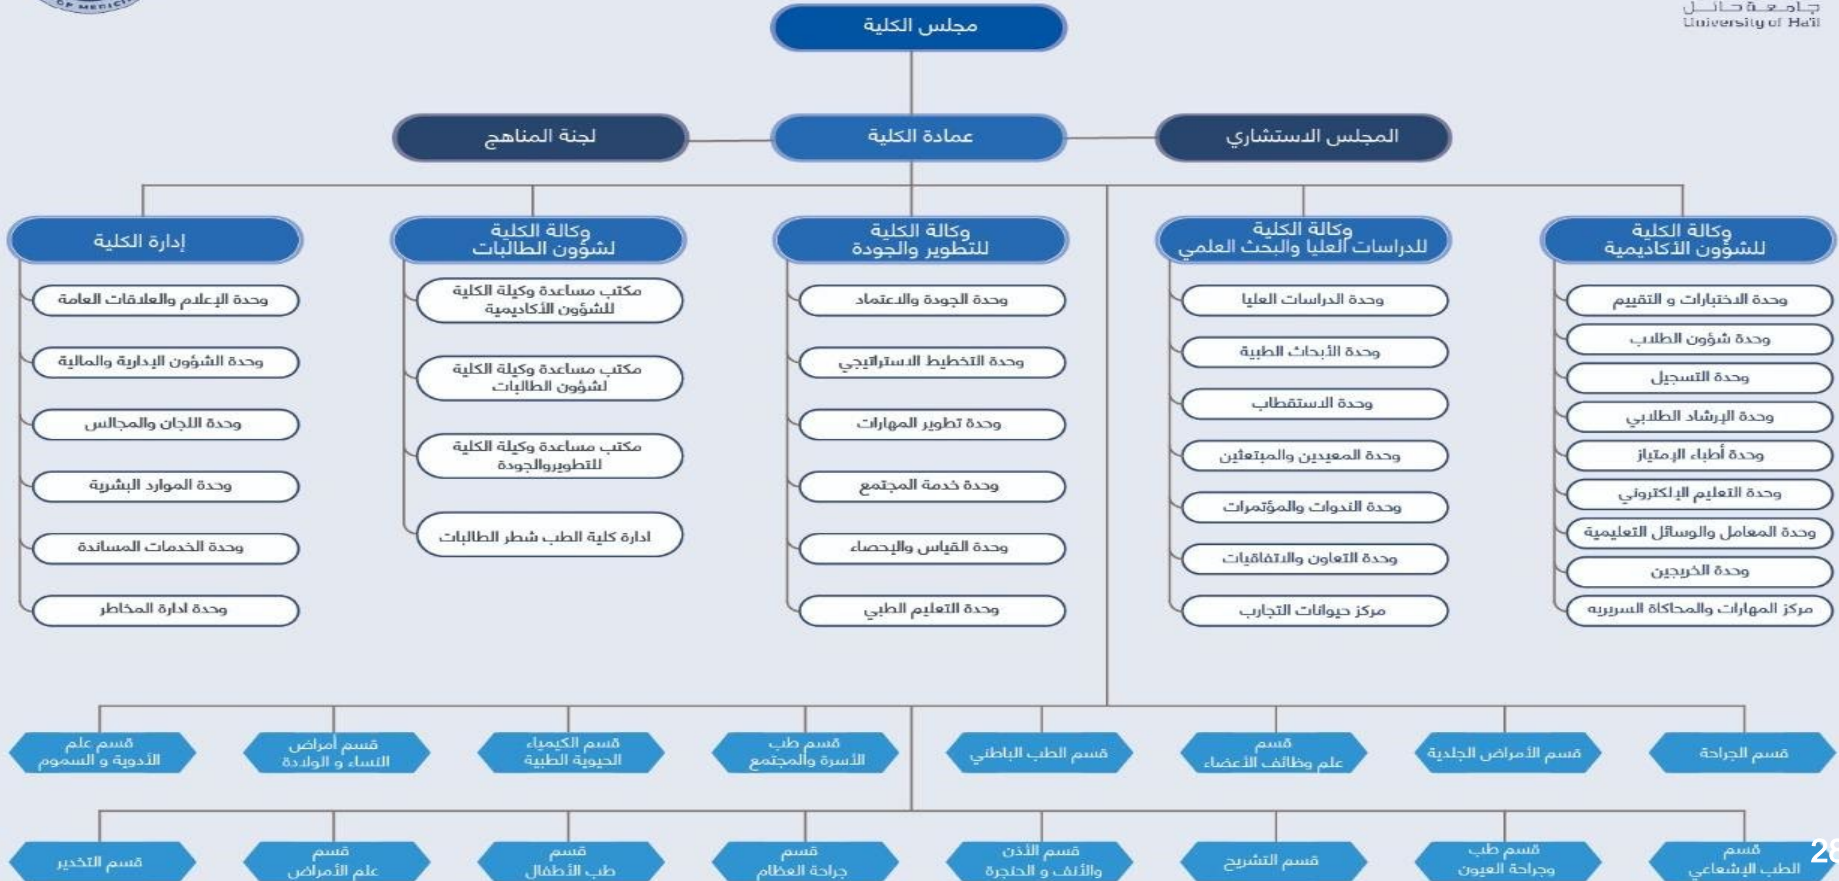 OF MEDICIN
جامعة حائل
University of Ha'il
مجلس الكلية
المجلس الاستشاري
عمادة الكلية
لجنة المناهج
وكالة الكلية
للشؤون الأكاديمية
وحدة الاختبارات و التقييم
وحدة شؤون الطلاب
وحدة التسجيل
وحدة الإرشاد الطلابي
وحدة أطباء الإمتياز
وحدة التعليم الإلكتروني
وحدة المعامل والوسائل التعليمية
وحدة الخريجين
مركز المهارات والمحاكاة السريريه
وكالة الكلية
للدراسات العليا والبحث العلمي
وحدة الدراسات العليا
وحدة الأبحاث الطبية
وحدة الاستقطاب
وحدة المعيدين والمبتعثين
وحدة الندوات والمؤتمرات
وحدة التعاون والاتفاقيات
مركز حيوانات التجارب
وكالة الكلية
للتطوير والجودة
وحدة الجودة والاعتماد
وحدة التخطيط الاستراتيجي
وحدة تطوير المهارات
وحدة خدمة المجتمع
وحدة القياس والإحصاء
وحدة التعليم الطبي
وكالة الكلية
لشؤون الطالبات
مكتب مساعدة وكيلة الكلية
للشؤون الأكاديمية
مكتب مساعدة وكيلة الكلية
لشؤون الطالبات
مكتب مساعدة وكيلة الكلية
للتطويروالجودة
ادارة كلية الطب شطر الطالبات
إدارة الكلية
وحدة الإعلام والعلاقات العامة
وحدة الشؤون الإدارية والمالية
وحدة اللجان والمجالس
وحدة الموارد البشرية
وحدة الخدمات المساندة
وحدة ادارة المخاطر
قسم الجراحة
قسم الأمراض الجلدية
قسم
علم وظائف الأعضاء
قسم الطب الباطني
قسم طب
الأسرة والمجتمع
قسم الكيمياء
الحيوية الطبية
قسم أمراض
النساء و الولادة
قسم علم
الأدوية و السموم
قسم
الطب الإشعاعي
قسم طب
وجراحة العيون
قسم التشريح
قسم الأذن
والأنف و الحنجرة
قسم
جراحة العظام
قسم
طب الأطفال
قسم
علم الأمراض
قسم التخدير
28